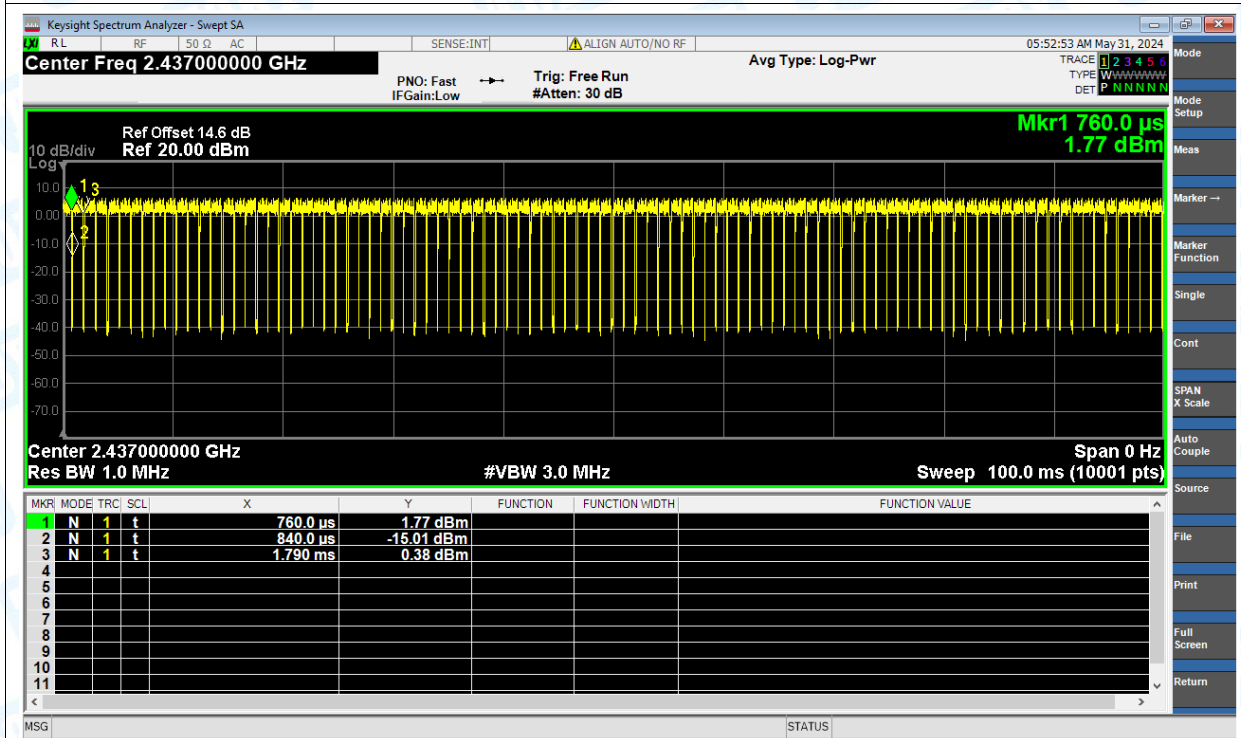 Keysight Spectrum Analyzer - Swept SA
LXI RL RF 50 Ω AC SENSE:INT ALIGN AUTO/NO RF 05:52:53 AM May 31, 2024
Center Freq 2.437000000 GHz
PNO: Fast
IFGain:Low
Trig: Free Run
#Atten: 30 dB
Avg Type: Log-Pwr
TRACE 1 2 3 4 5 6
TYPE WWWWWW
DET P N N N N N
Ref Offset 14.6 dB
10 dB/div Ref 20.00 dBm
Log
Mkr1 760.0 µs
1.77 dBm
10.0
0.00
-10.0
-20.0
-30.0
-40.0
-50.0
-60.0
-70.0
1
3
2
Center 2.437000000 GHz Span 0 Hz
Res BW 1.0 MHz #VBW 3.0 MHz Sweep 100.0 ms (10001 pts)
MKR MODE TRC SCL X Y FUNCTION FUNCTION WIDTH FUNCTION VALUE
1 N 1 t 760.0 µs 1.77 dBm
2 N 1 t 840.0 µs -15.01 dBm
3 N 1 t 1.790 ms 0.38 dBm
4
5
6
7
8
9
10
11
MSG STATUS
Mode
Mode
Setup
Meas
Marker →
Marker
Function
Single
Cont
SPAN
X Scale
Auto
Couple
Source
File
Print
Full
Screen
Return